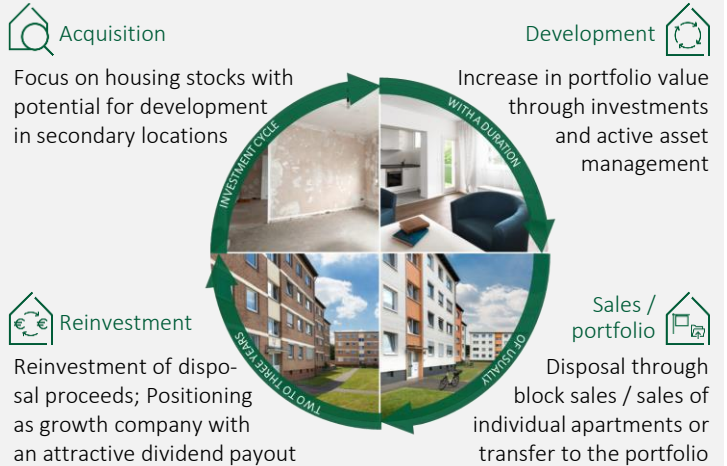 Acquisition
Focus on housing stocks with
potential for development
in secondary locations
Development
Increase in portfolio value
through investments
and active asset
management
INVESTMENT CYCLE
WITH A DURATION
OF USUALLY
TWO TO THREE YEARS
Reinvestment
Reinvestment of dispo-
sal proceeds; Positioning
as growth company with
an attractive dividend payout
Sales /
portfolio
Disposal through
block sales / sales of
individual apartments or
transfer to the portfolio
€ €